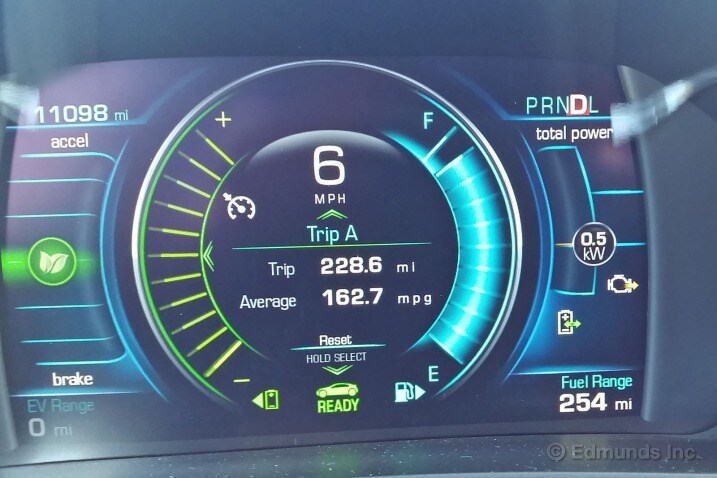 11098 mi
accel
+
F
PRNDL
total power
6
MPH
Trip A
Trip 228.6 mi
Average 162.7 mpg
0.5
kW
Reset
HOLD SELECT
brake
-
E
READY
EV Range
0 mi
Fuel Range
254 mi
© Edmunds Inc.